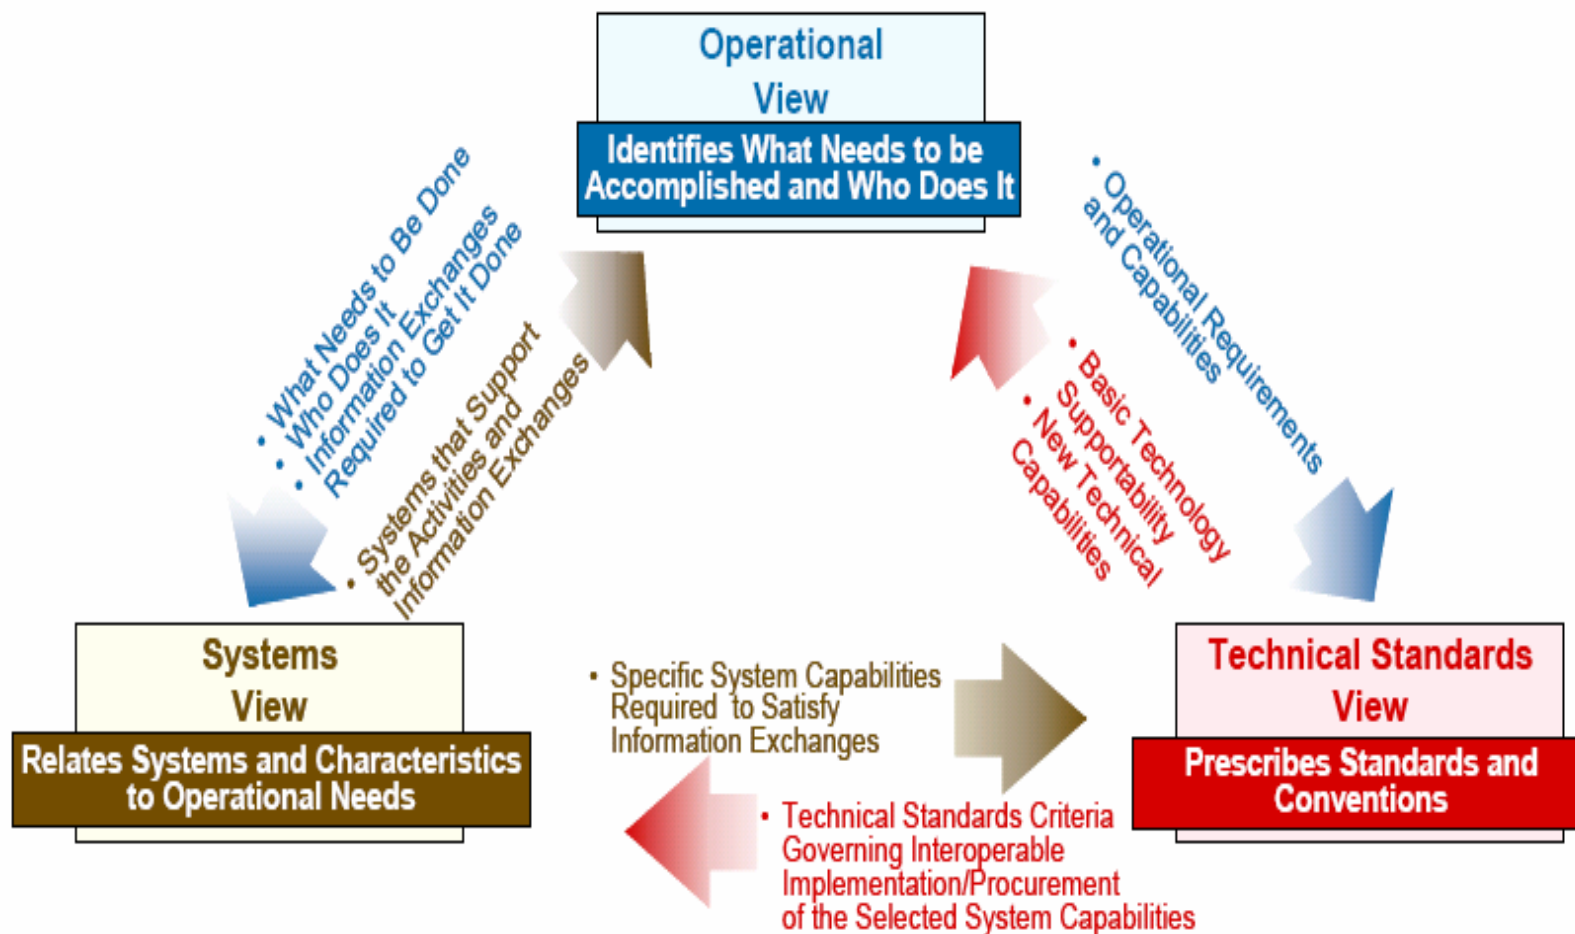 Operational
View
Identifies What Needs to be
Accomplished and Who Does It
• What Needs to Be Done
• Who Does It
• Information Exchanges
Required to Get It Done
• Systems that Support
the Activities and
Information Exchanges
• Operational Requirements
and Capabilities
• Basic Technology
Supportability
• New Technical
Capabilities
Systems
View
Relates Systems and Characteristics
to Operational Needs
• Specific System Capabilities
Required to Satisfy
Information Exchanges
• Technical Standards Criteria
Governing Interoperable
Implementation/Procurement
of the Selected System Capabilities
Technical Standards
View
Prescribes Standards and
Conventions